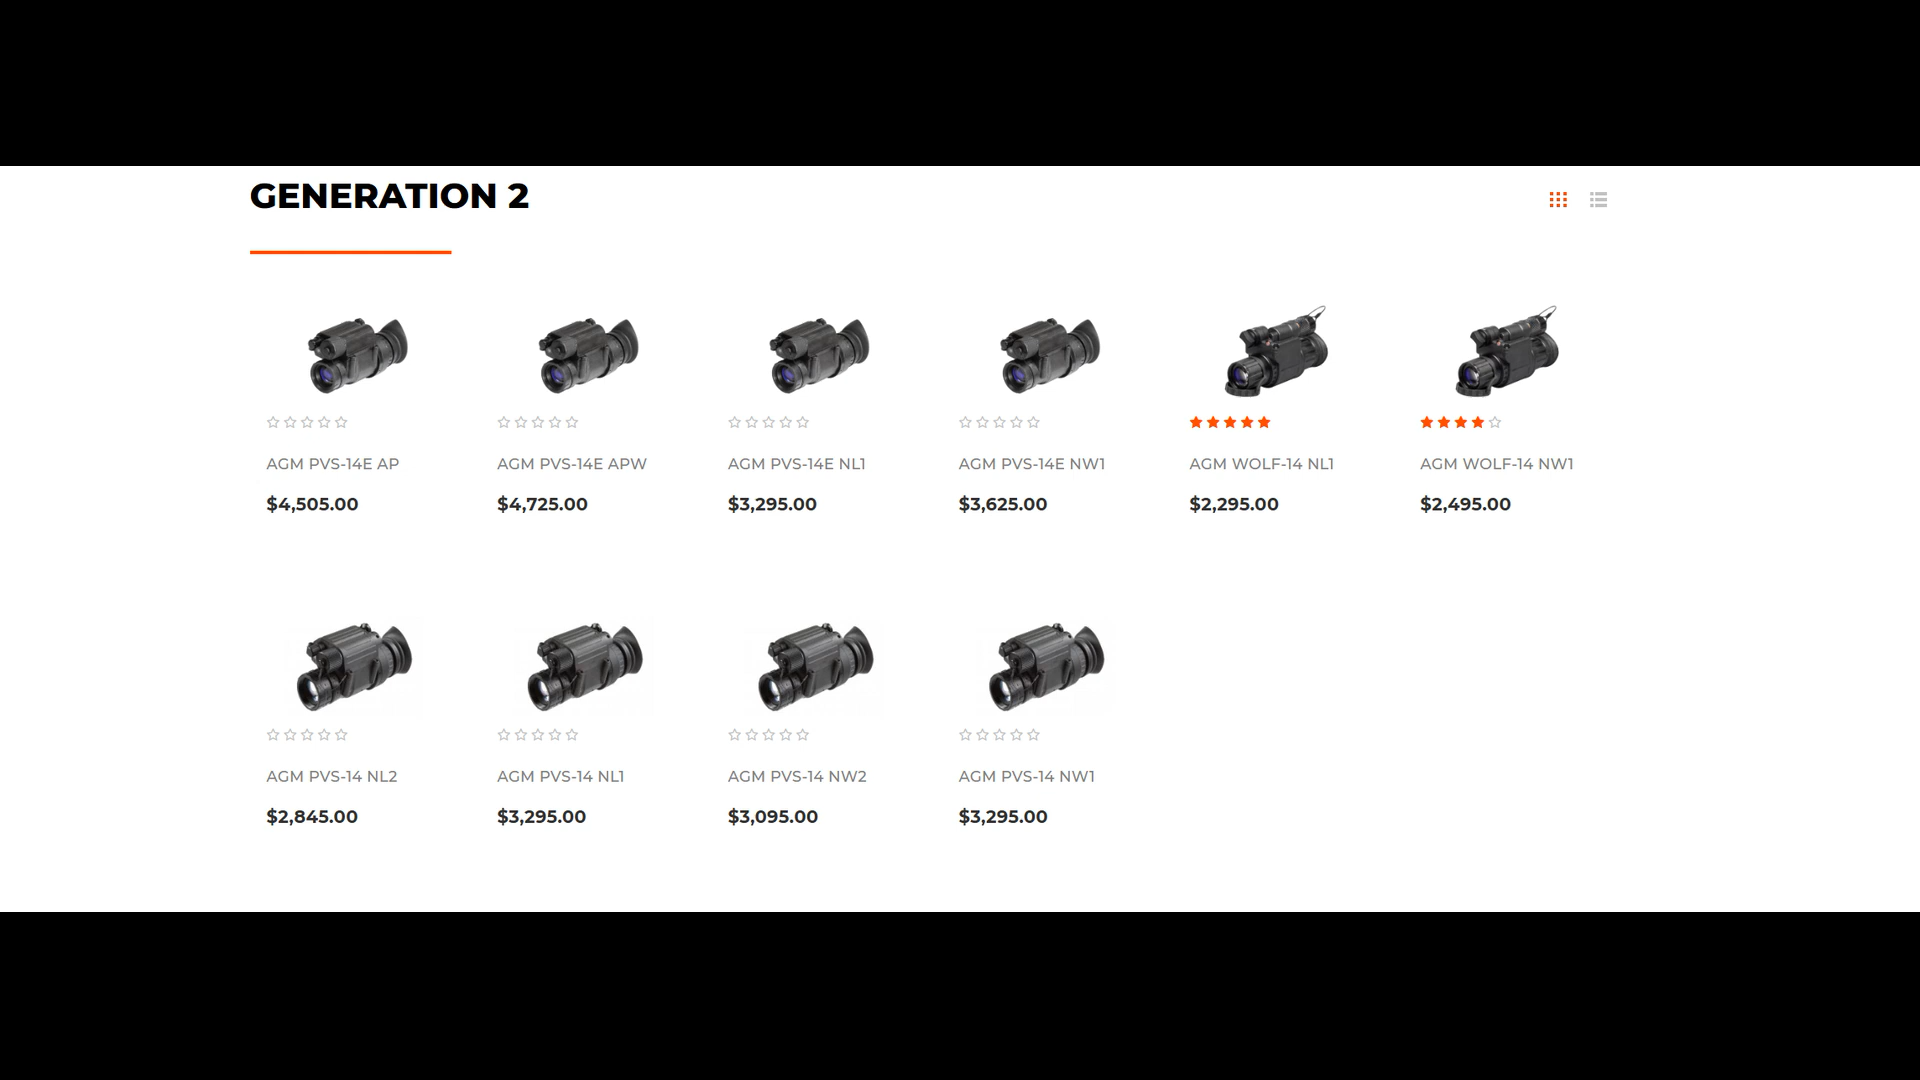 GENERATION 2
AGM PVS-14E AP
$4,505.00
AGM PVS-14E APW
$4,725.00
AGM PVS-14E NL1
$3,295.00
AGM PVS-14E NW1
$3,625.00
AGM WOLF-14 NL1
$2,295.00
AGM WOLF-14 NW1
$2,495.00
AGM PVS-14 NL2
$2,845.00
AGM PVS-14 NL1
$3,295.00
AGM PVS-14 NW2
$3,095.00
AGM PVS-14 NW1
$3,295.00